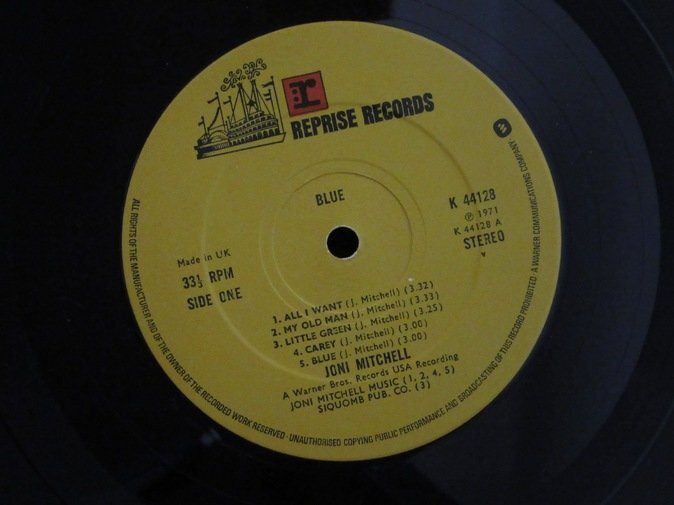 r:
REPRISE RECORDS
BLUE
K 44128
℗ 1971
K 44128 A
STEREO
Made in UK
33⅓ RPM
SIDE ONE
1. ALL I WANT (J. Mitchell) (3.32)
2. MY OLD MAN (J. Mitchell) (3.33)
3. LITTLE GREEN (J. Mitchell) (3.25)
4. CAREY (J. Mitchell) (3.00)
5. BLUE (J. Mitchell) (3.00)
JONI MITCHELL
A Warner Bros. Records USA Recording
JONI MITCHELL MUSIC (1, 2, 4, 5)
SIQUOMB PUB. CO. (3)
ALL RIGHTS OF THE MANUFACTURER AND OF THE OWNER OF THE RECORDED WORK RESERVED · UNAUTHORISED COPYING PUBLIC PERFORMANCE AND BROADCASTING OF THIS RECORD PROHIBITED · A WARNER COMMUNICATIONS COMPANY.